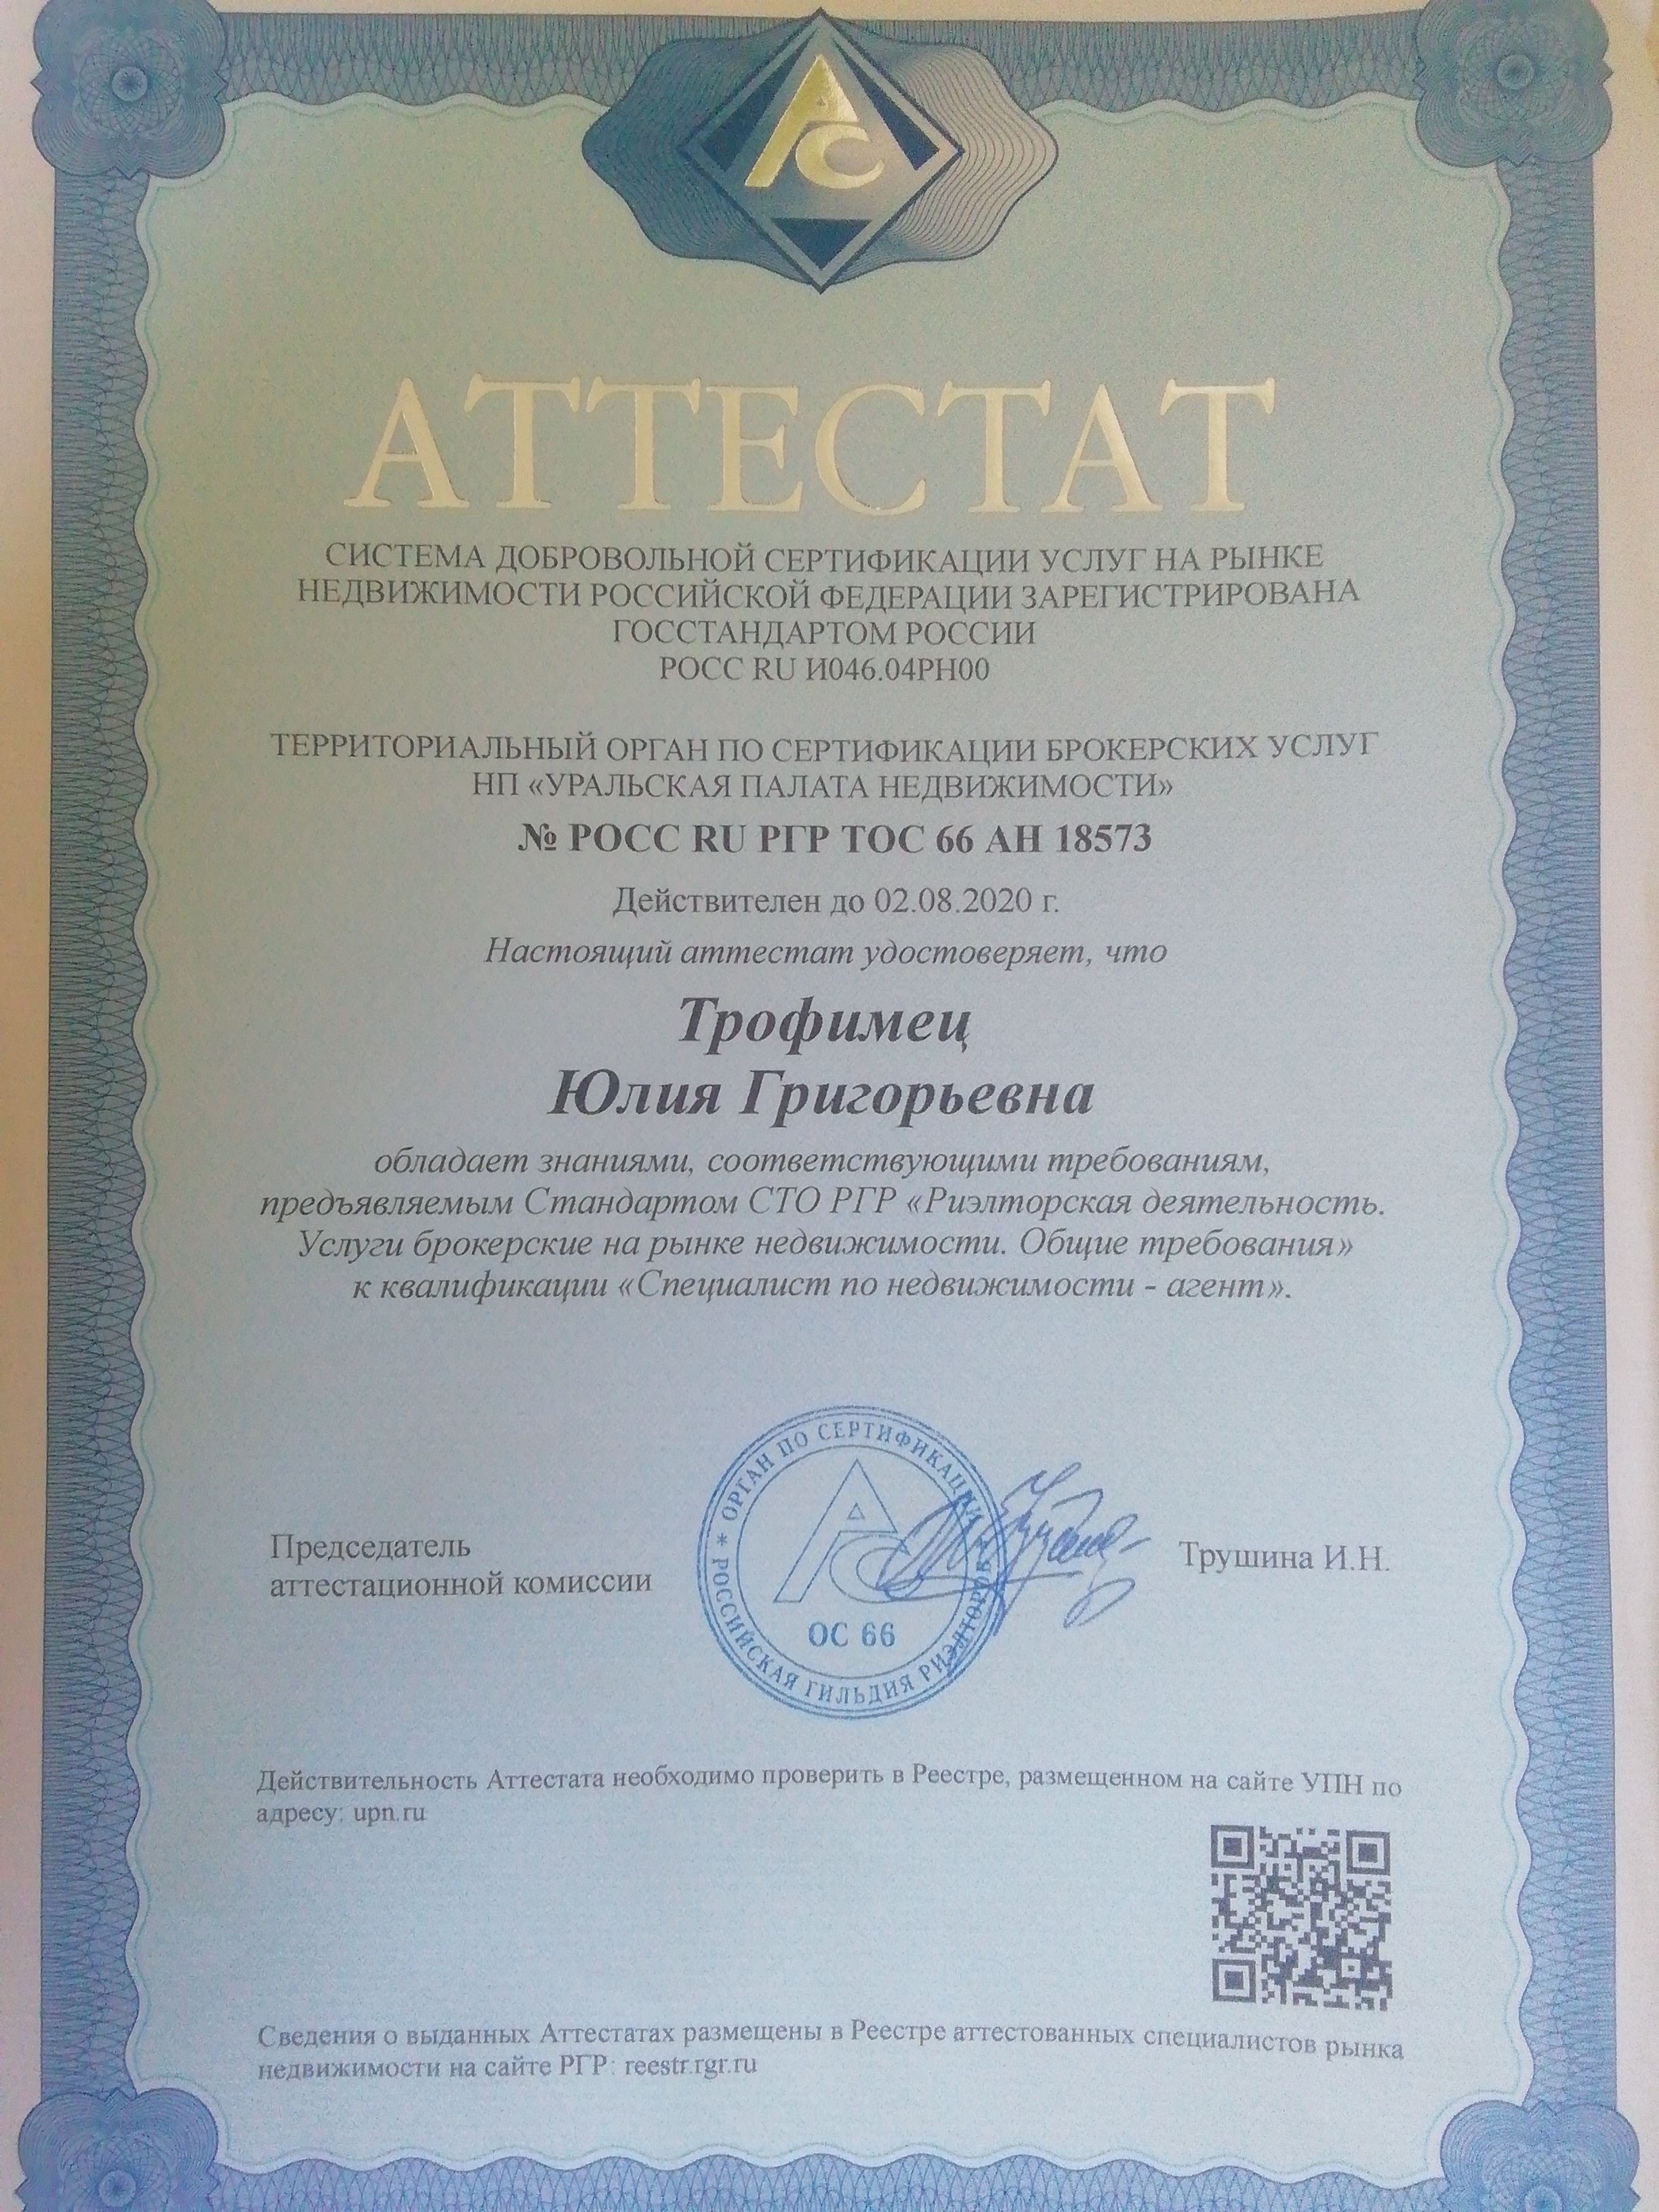 АС
АТТЕСТАТ
СИСТЕМА ДОБРОВОЛЬНОЙ СЕРТИФИКАЦИИ УСЛУГ НА РЫНКЕ
НЕДВИЖИМОСТИ РОССИЙСКОЙ ФЕДЕРАЦИИ ЗАРЕГИСТРИРОВАНА
ГОССТАНДАРТОМ РОССИИ
РОСС RU И046.04РН00
ТЕРРИТОРИАЛЬНЫЙ ОРГАН ПО СЕРТИФИКАЦИИ БРОКЕРСКИХ УСЛУГ
НП «УРАЛЬСКАЯ ПАЛАТА НЕДВИЖИМОСТИ»
№ РОСС RU РГР ТОС 66 АН 18573
Действителен до 02.08.2020 г.
Настоящий аттестат удостоверяет, что
Трофимец
Юлия Григорьевна
обладает знаниями, соответствующими требованиям,
предъявляемым Стандартом СТО РГР «Риэлторская деятельность.
Услуги брокерские на рынке недвижимости. Общие требования»
к квалификации «Специалист по недвижимости - агент».
Председатель
аттестационной комиссии
* ОРГАН ПО СЕРТИФИКАЦИИ
РОССИЙСКАЯ ГИЛЬДИЯ РИЭЛТОРОВ
АС
ОС 66
Трушина И.Н.
Действительность Аттестата необходимо проверить в Реестре, размещенном на сайте УПН по
адресу: upn.ru
Сведения о выданных Аттестатах размещены в Реестре аттестованных специалистов рынка
недвижимости на сайте РГР: reestr.rgr.ru